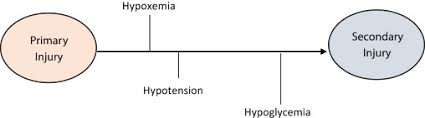 Hypoxemia
Primary
Injury
Secondary
Injury
Hypotension
Hypoglycemia